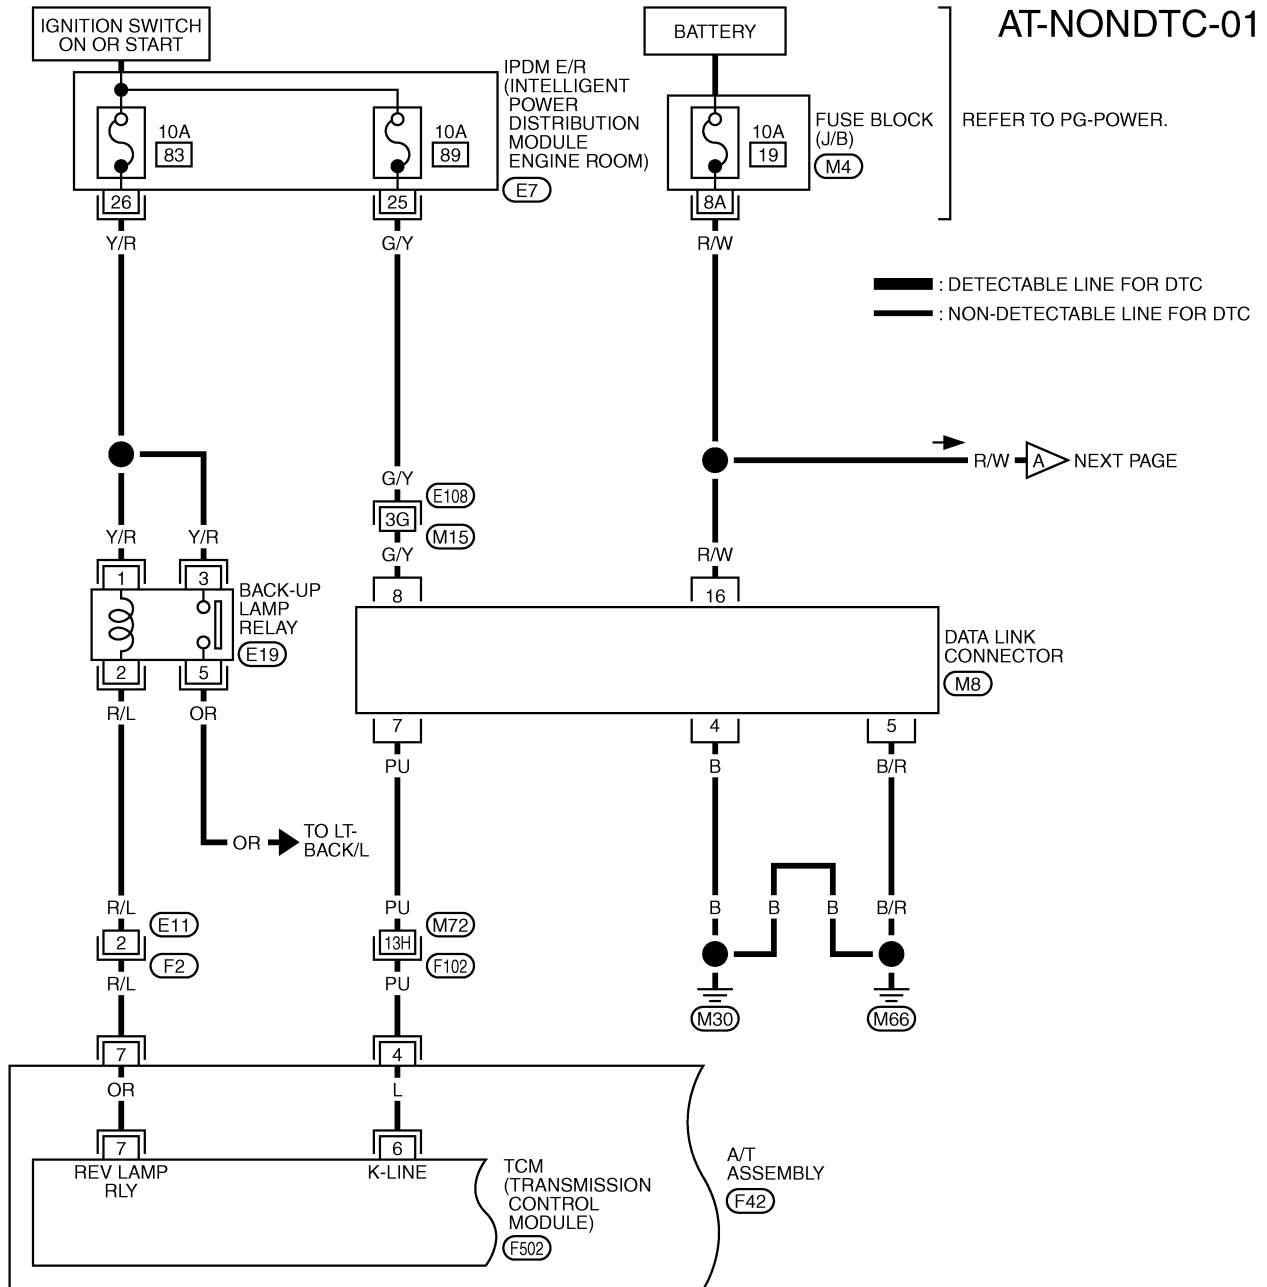 AT-NONDTC-01
IGNITION SWITCH
ON OR START
BATTERY
IPDM E/R
(INTELLIGENT
POWER
DISTRIBUTION
MODULE
ENGINE ROOM)
E7
10A
83
10A
89
10A
19
FUSE BLOCK
(J/B)
M4
REFER TO PG-POWER.
26
25
8A
Y/R
G/Y
R/W
: DETECTABLE LINE FOR DTC
: NON-DETECTABLE LINE FOR DTC
R/W
A
NEXT PAGE
G/Y
E108
3G
M15
G/Y
Y/R
Y/R
R/W
1
3
8
16
BACK-UP
LAMP
RELAY
E19
2
5
DATA LINK
CONNECTOR
M8
R/L
OR
7
4
5
PU
B
B/R
OR
TO LT-
BACK/L
R/L
E11
2
F2
R/L
PU
M72
13H
F102
PU
B
B
B
B/R
M30
M66
7
4
OR
L
7
6
REV LAMP
RLY
K-LINE
TCM
(TRANSMISSION
CONTROL
MODULE)
F502
A/T
ASSEMBLY
F42